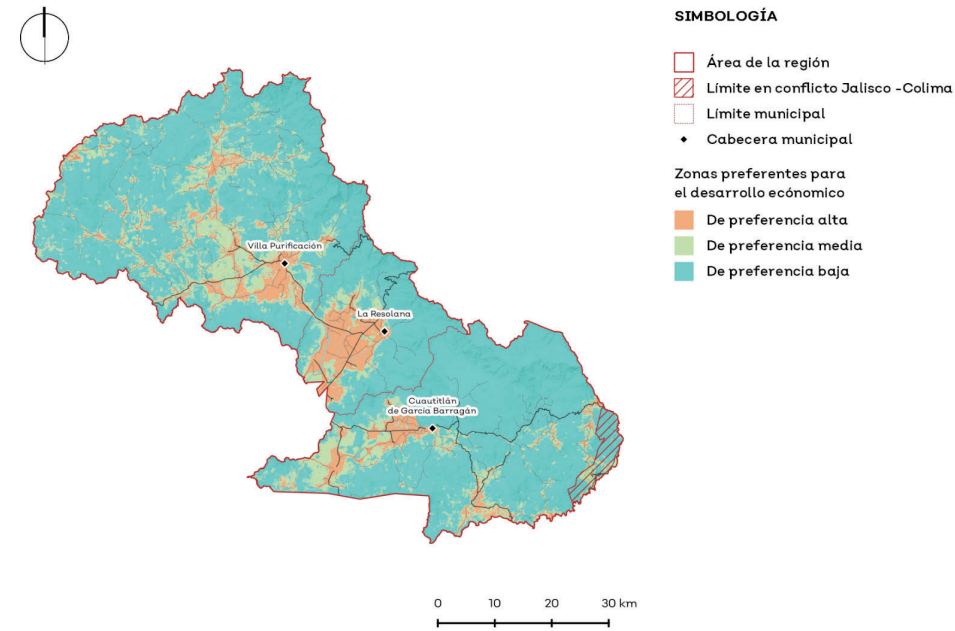 SIMBOLOGÍA
Área de la región
Límite en conflicto Jalisco -Colima
Límite municipal
Cabecera municipal
Zonas preferentes para
el desarrollo ecónomico
De preferencia alta
De preferencia media
De preferencia baja
Villa Purificación
La Resolana
Cuautitlán
de García Barragán
0 10 20 30 km